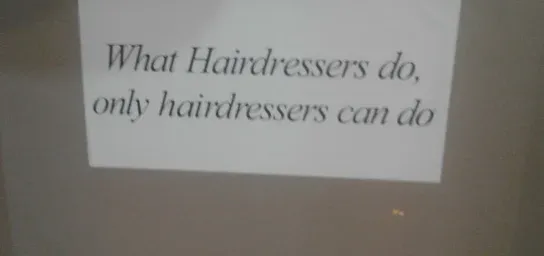 What Hairdressers do,
only hairdressers can do